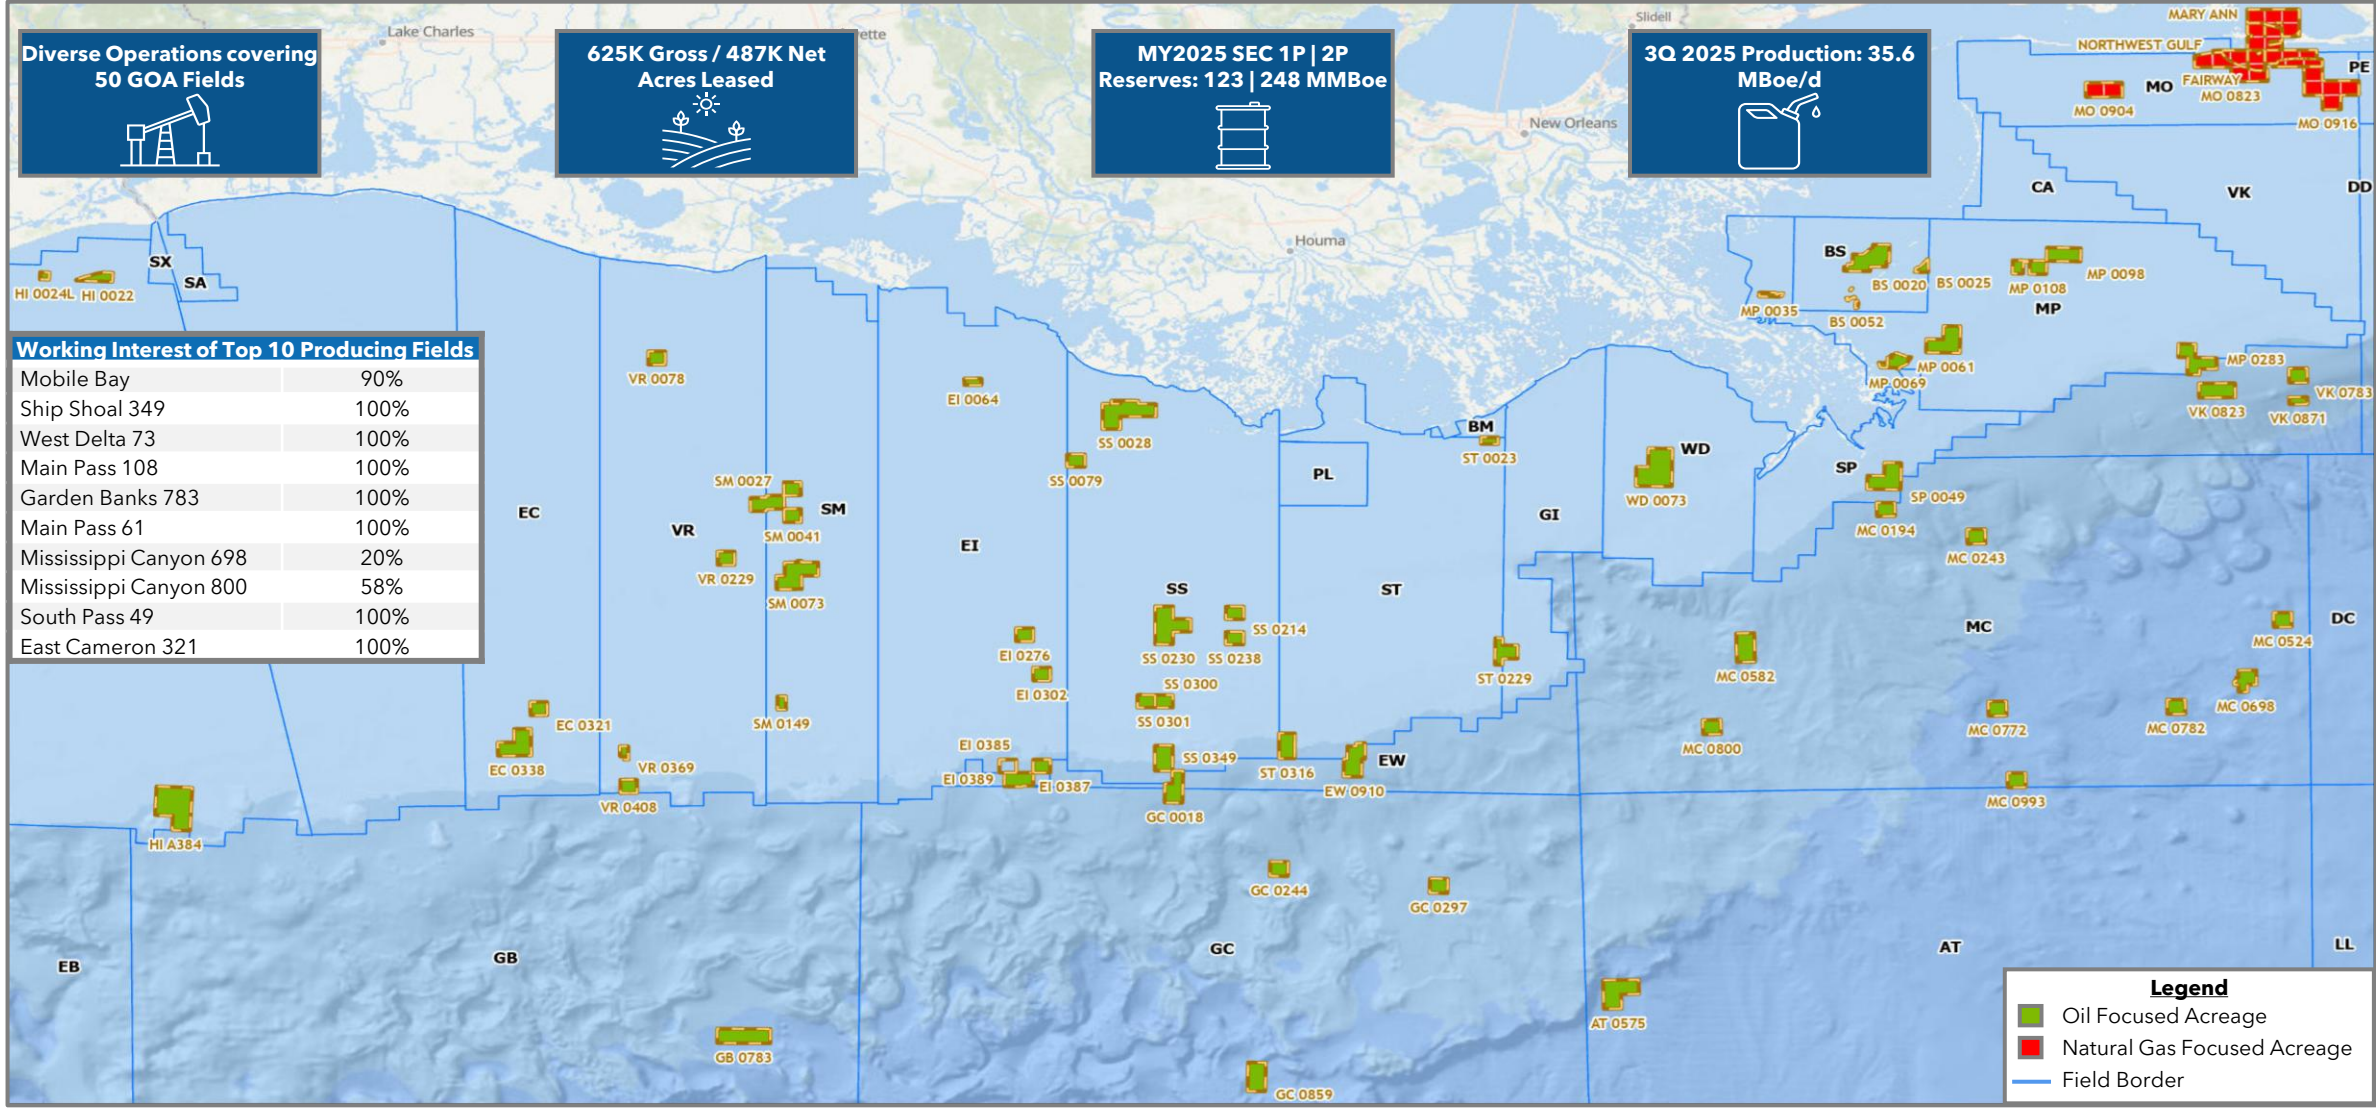 Lake Charles
ette
Slidell
New Orleans
Houma
Diverse Operations covering
50 GOA Fields
625K Gross / 487K Net
Acres Leased
MY2025 SEC 1P | 2P
Reserves: 123 | 248 MMBoe
3Q 2025 Production: 35.6
MBoe/d
MARY ANN
NORTHWEST GULF
FAIRWAY
MO 0823
MO 0904
MO
PE
MO 0916
CA
VK
DD
SX
SA
HI 0024L
HI 0022
BS
BS 0020
BS 0025
MP 0108
MP 0098
MP 0035
BS 0052
MP
MP 0061
MP 0069
MP 0283
VK 0783
VK 0823
VK 0871
Working Interest of Top 10 Producing Fields
Mobile Bay 90%
Ship Shoal 349 100%
West Delta 73 100%
Main Pass 108 100%
Garden Banks 783 100%
Main Pass 61 100%
Mississippi Canyon 698 20%
Mississippi Canyon 800 58%
South Pass 49 100%
East Cameron 321 100%
VR 0078
EI 0064
SS 0028
SS 0079
BM
ST 0023
PL
WD
WD 0073
SP
SP 0049
MC 0194
MC 0243
SM 0027
SM
SM 0041
EC
VR
VR 0229
SM 0073
EI
GI
SS
ST
SS 0214
SS 0230
SS 0238
EI 0276
EI 0302
SS 0300
SS 0301
ST 0229
MC
MC 0582
DC
MC 0524
MC 0698
MC 0782
MC 0772
MC 0800
MC 0993
EC 0321
EC 0338
VR 0369
VR 0408
SM 0149
EI 0385
EI 0389
EI 0387
SS 0349
GC 0018
ST 0316
EW
EW 0910
HI A384
GC 0244
GC 0297
EB
GB
GC
AT
LL
AT 0575
GB 0783
GC 0859
Legend
Oil Focused Acreage
Natural Gas Focused Acreage
Field Border